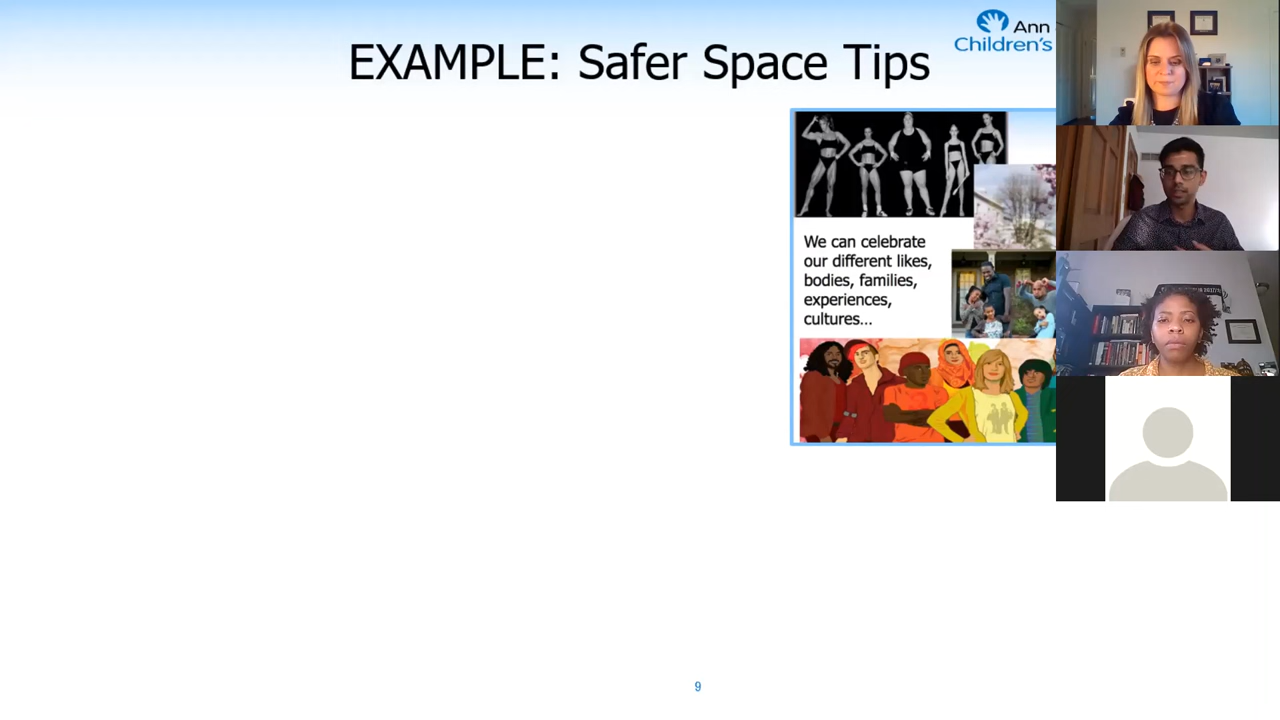 EXAMPLE: Safer Space Tips
Ann
Children's
We can celebrate
our different likes,
bodies, families,
experiences,
cultures...
9